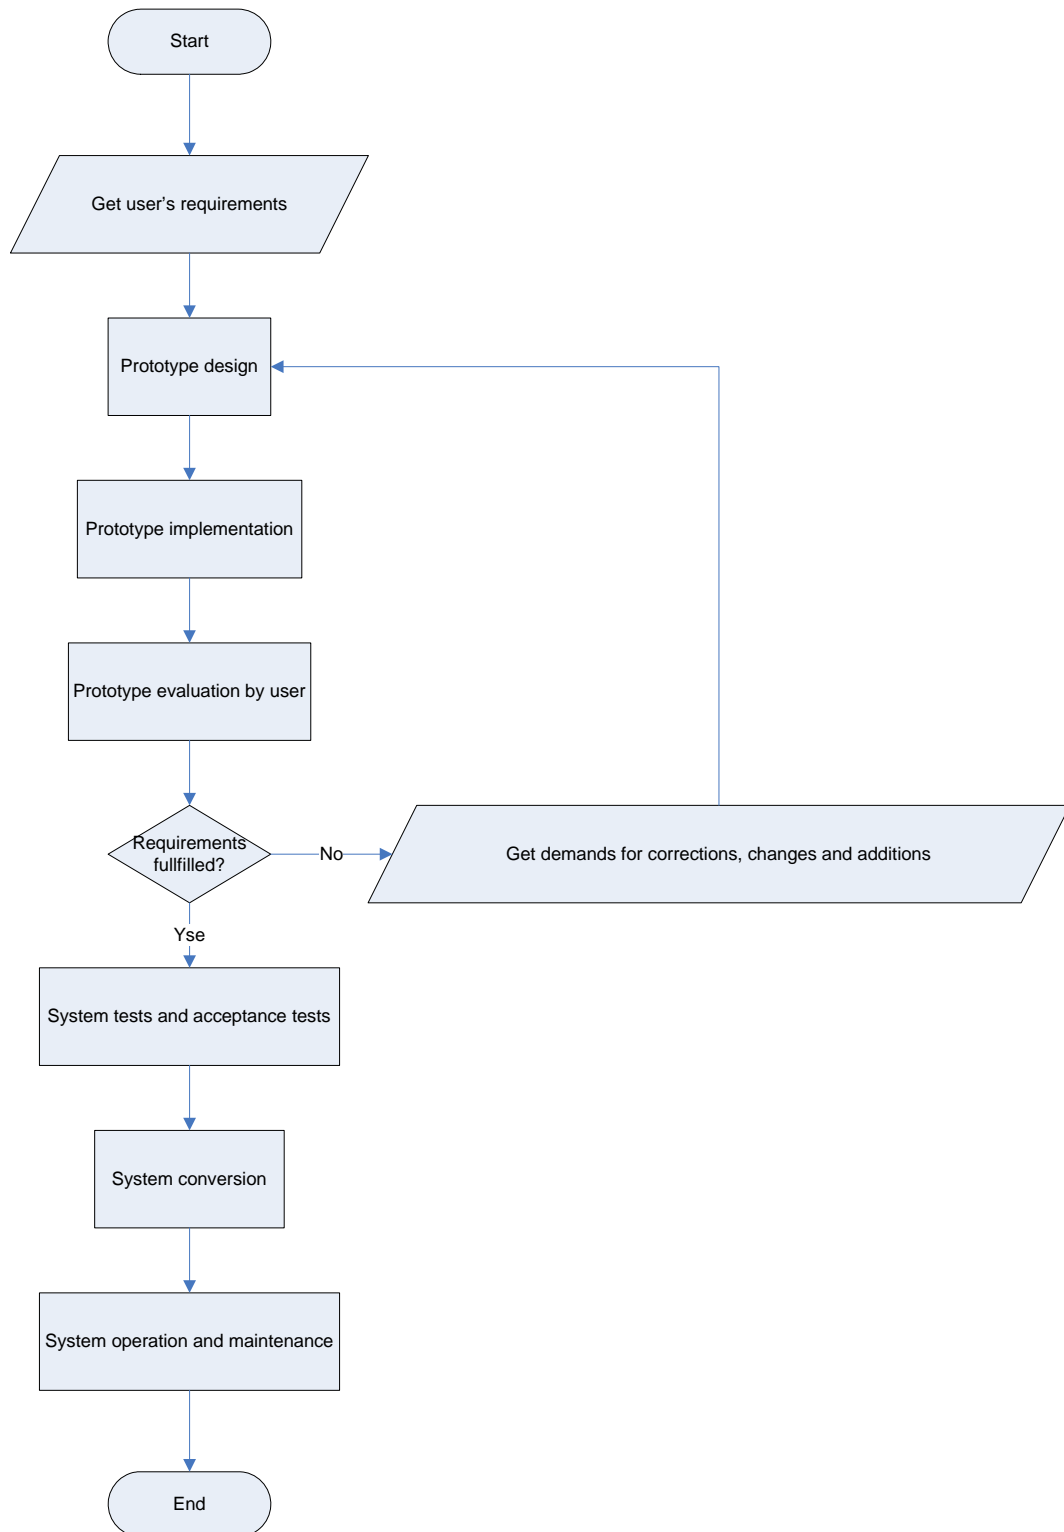 Start
Get user’s requirements
Prototype design
Prototype implementation
Prototype evaluation by user
Requirements
fullfilled?
No
Get demands for corrections, changes and additions
Yse
System tests and acceptance tests
System conversion
System operation and maintenance
End